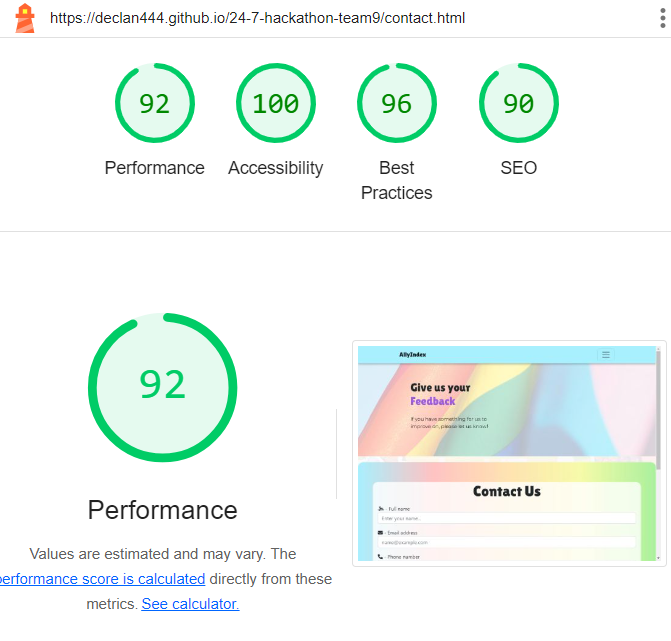 https://declan444.github.io/24-7-hackathon-team9/contact.html
92 100 96 90
Performance Accessibility Best Practices SEO
92
Performance
Values are estimated and may vary. The
performance score is calculated directly from these
metrics. See calculator.
AllyIndex
Give us your
Feedback
If you have something for us to
improve on, please let us know!
Contact Us
- Full name
Enter your name...
- Email address
name@example.com
- Phone number